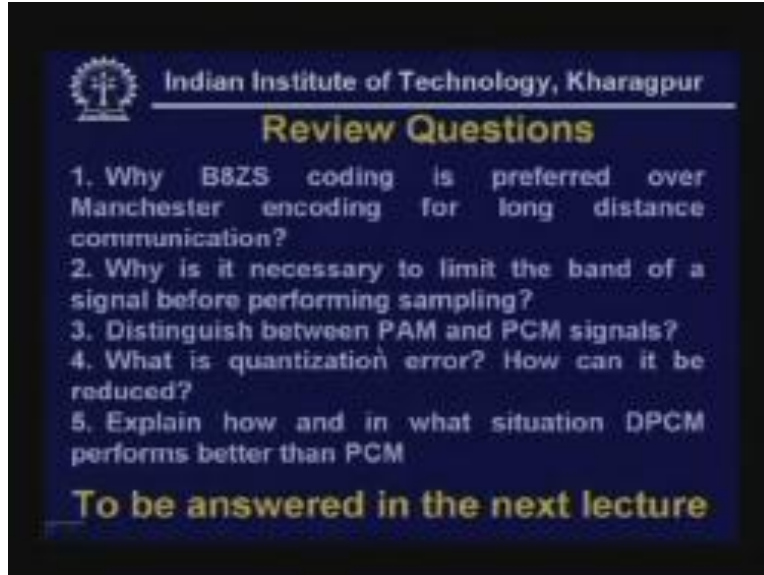 Indian Institute of Technology, Kharagpur
Review Questions
1. Why B8ZS coding is preferred over
Manchester encoding for long distance
communication?
2. Why is it necessary to limit the band of a
signal before performing sampling?
3. Distinguish between PAM and PCM signals?
4. What is quantization error? How can it be
reduced?
5. Explain how and in what situation DPCM
performs better than PCM
To be answered in the next lecture